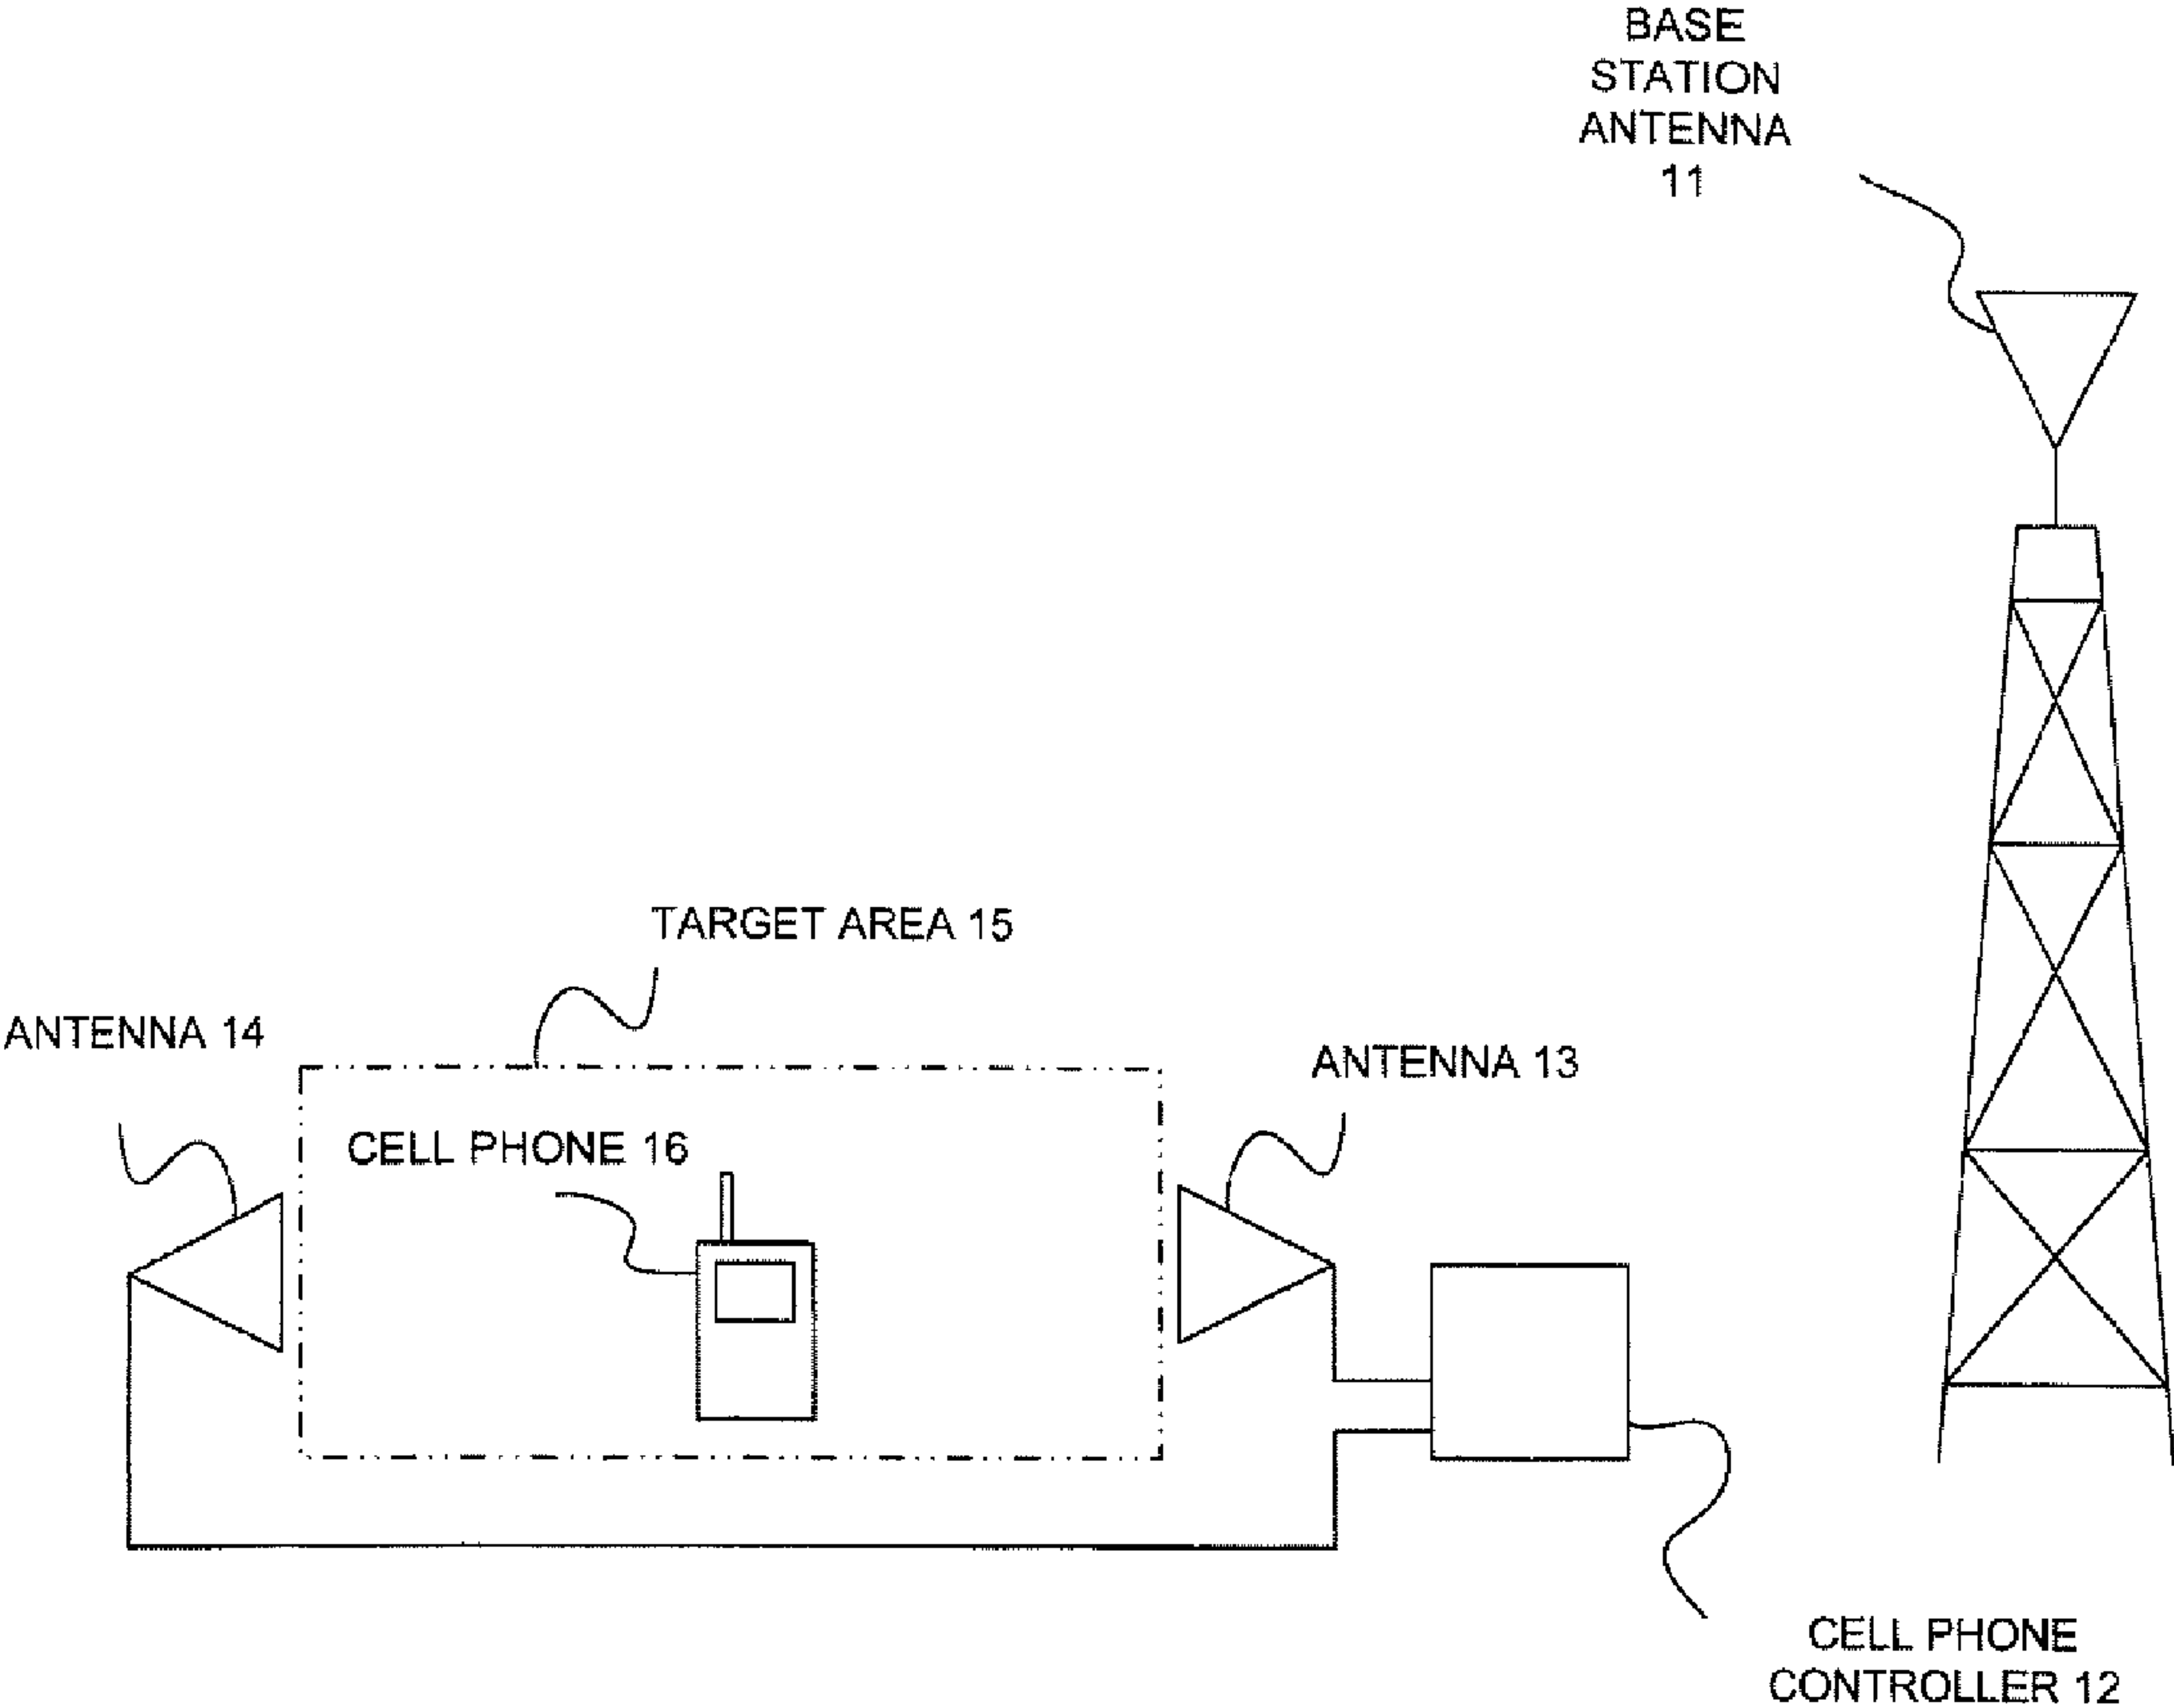 BASE
STATION
ANTENNA
11
TARGET AREA 15
ANTENNA 14
ANTENNA 13
CELL PHONE 16
CELL PHONE
CONTROLLER 12